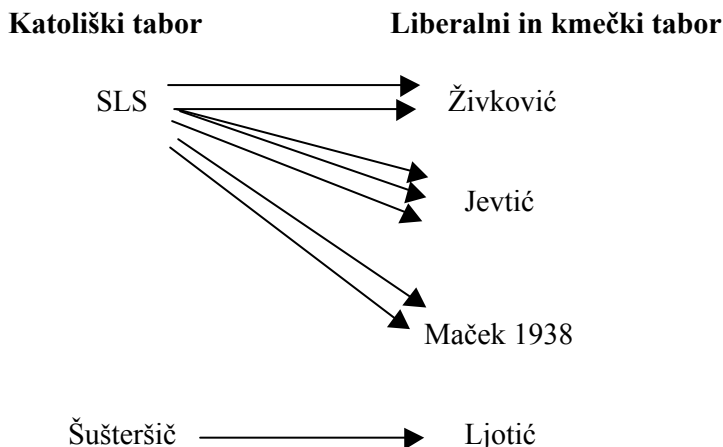 Katoliški tabor Liberalni in kmečki tabor
SLS Živković
Jevtić
Maček 1938
Šušteršič Ljotić